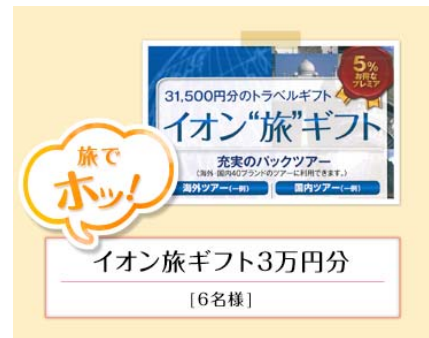 5%
お得な
プレミア
31,500円分のトラベルギフト
イオン“旅”ギフト
充実のパックツアー
(海外・国内40ブランドのツアーに利用できます。)
海外ツアー(一例)
国内ツアー(一例)
旅で
ホッ!
イオン旅ギフト3万円分
[6名様]